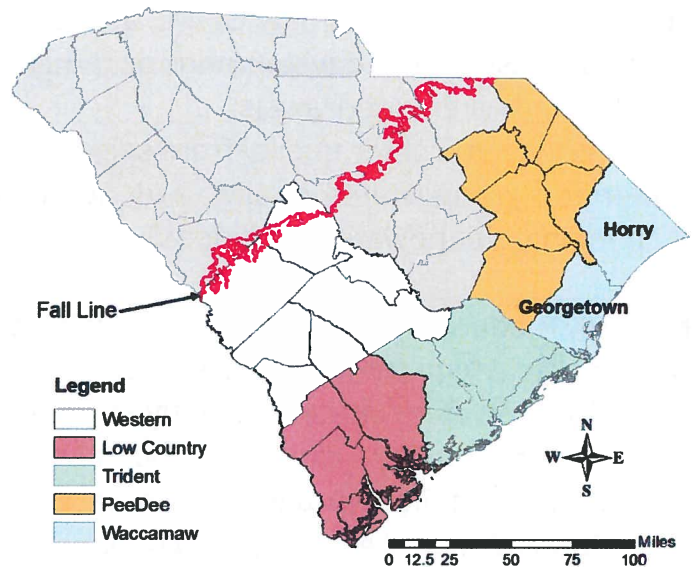 Horry
Georgetown
Fall Line
Legend
Western
Low Country
Trident
PeeDee
Waccamaw
N
W E
S
Miles
0 12.5 25 50 75 100